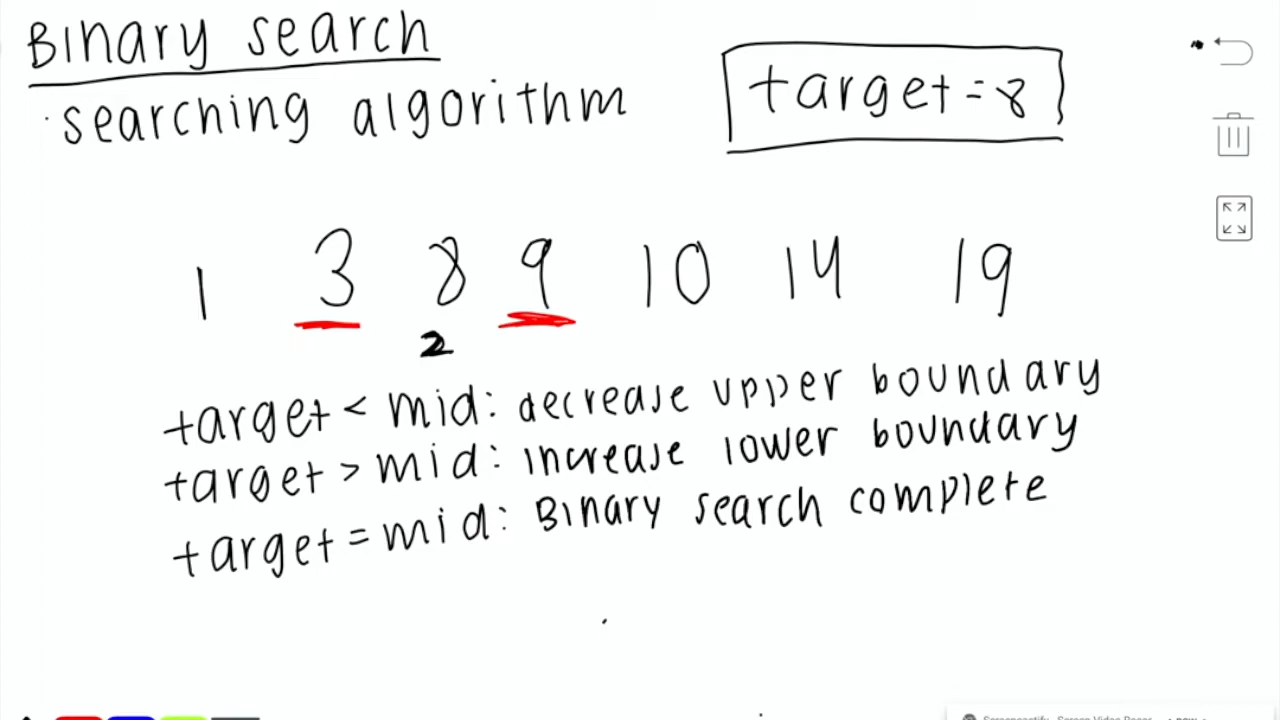 Binary search
searching algorithm
target = 8
1 3 8 9 10 14 19
2
target < mid: decrease upper boundary
target > mid: increase lower boundary
target = mid: Binary search complete